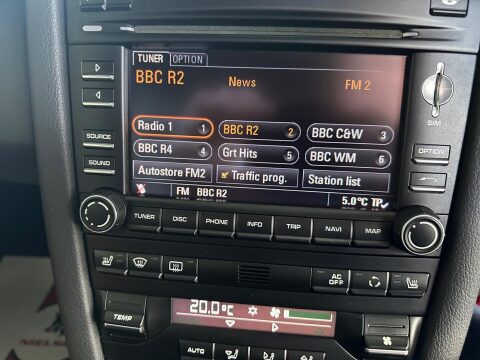 TUNER OPTION
BBC R2 News FM 2
SIM
Radio 1 1 BBC R2 2 BBC C&W 3
BBC R4 4 Grt Hits 5 BBC WM 6
Autostore FM2 Traffic prog. Station list
FM BBC R2 5.0°C TP
SOURCE
SOUND
OPTION
TUNER DISC PHONE INFO TRIP NAVI MAP
AC OFF
TEMP
20.0°C
AUTO